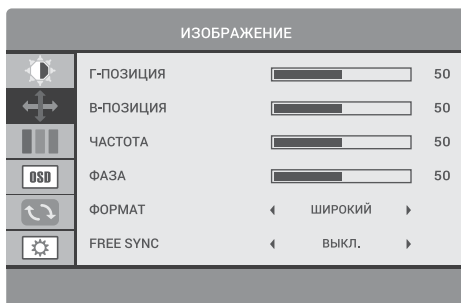 ИЗОБРАЖЕНИЕ
Г-ПОЗИЦИЯ 50
В-ПОЗИЦИЯ 50
ЧАСТОТА 50
ФАЗА 50
OSD
ФОРМАТ ШИРОКИЙ
FREE SYNC ВЫКЛ.